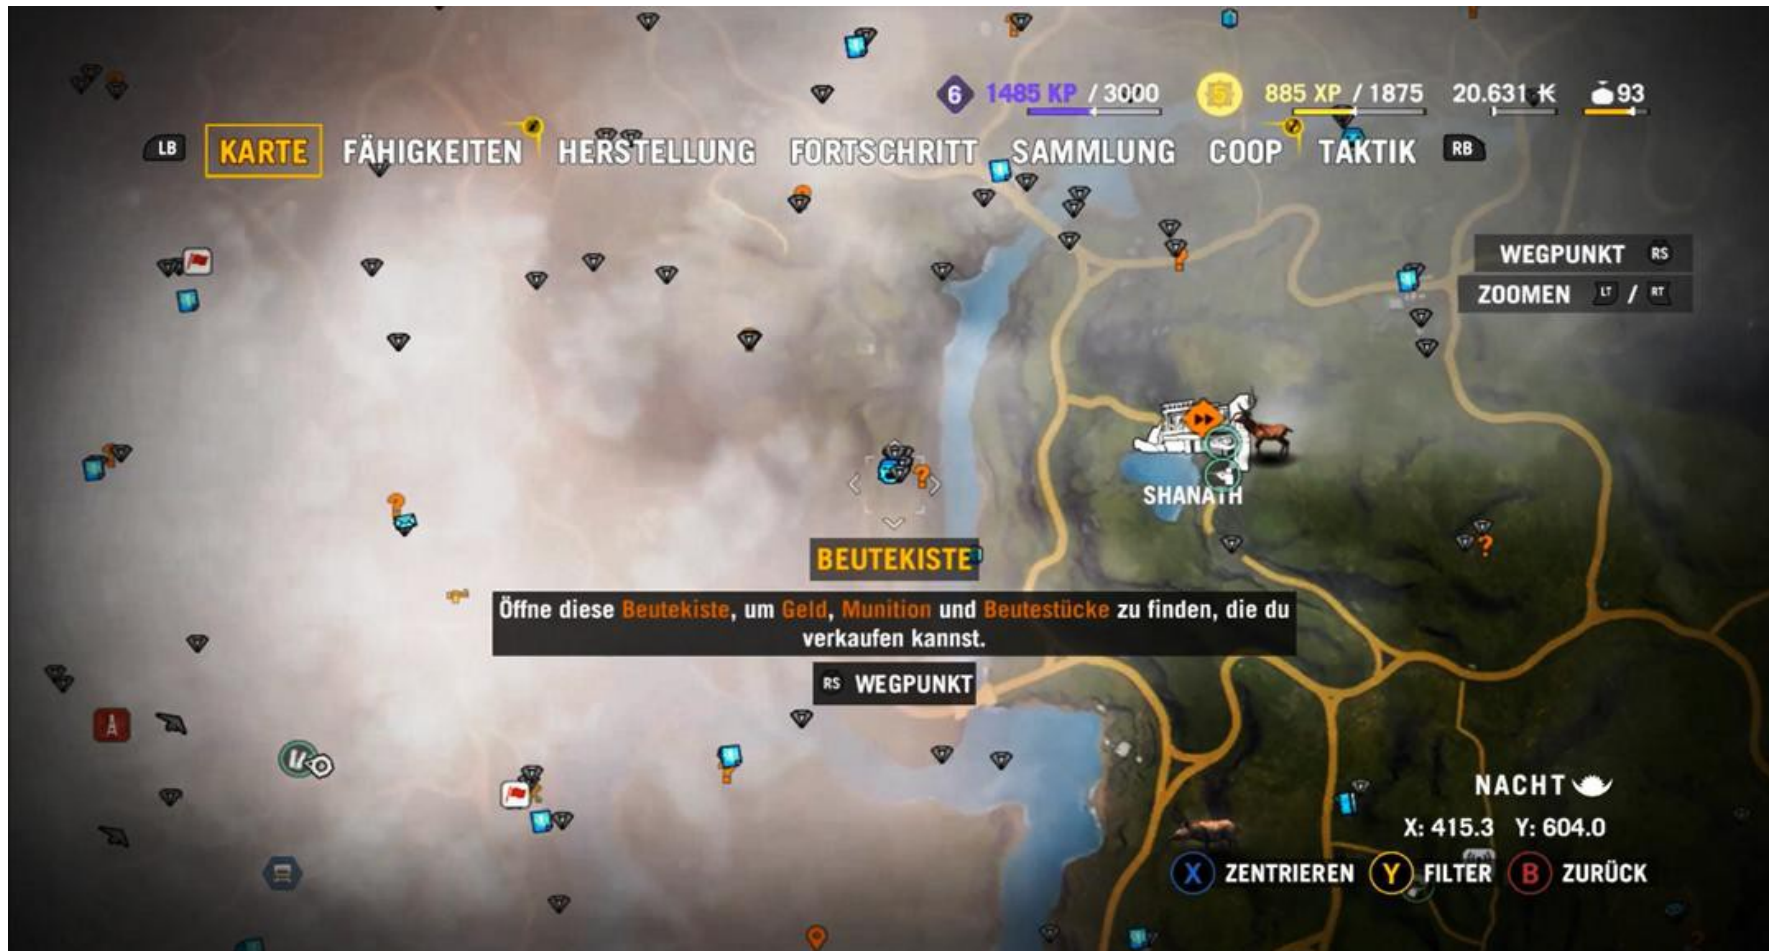 6 1485 KP / 3000 885 XP / 1875 20.631 93
LB KARTE FÄHIGKEITEN HERSTELLUNG FORTSCHRITT SAMMLUNG COOP TAKTIK RB
WEGPUNKT RS
ZOOMEN LT / RT
SHANATH
BEUTEKISTE
Öffne diese Beutekiste, um Geld, Munition und Beutestücke zu finden, die du
verkaufen kannst.
RS WEGPUNKT
NACHT
X: 415.3 Y: 604.0
X ZENTRIEREN Y FILTER B ZURÜCK